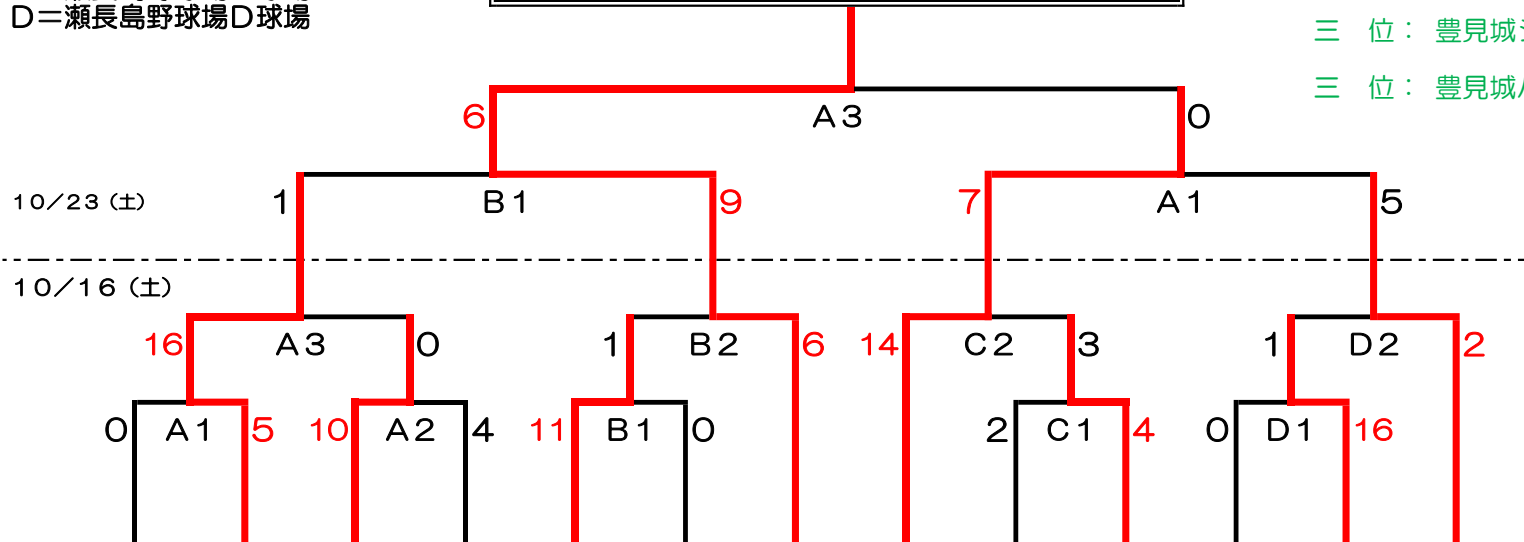 D＝瀬長島野球場D球場
三　位： 豊見城
三　位： 豊見城
6 A3 0
10/23（土） 1 B1 9 7 A1 5
10/16（土）
16 A3 0 1 B2 6 14 C2 3 1 D2 2
0 A1 5 10 A2 4 11 B1 0 2 C1 4 0 D1 16